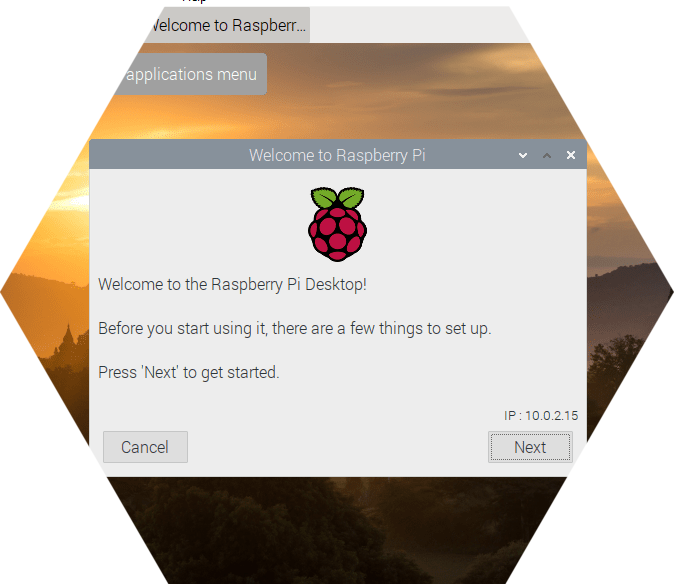 Welcome to Raspberr...
applications menu
Welcome to Raspberry Pi
Welcome to the Raspberry Pi Desktop!
Before you start using it, there are a few things to set up.
Press 'Next' to get started.
IP : 10.0.2.15
Cancel
Next